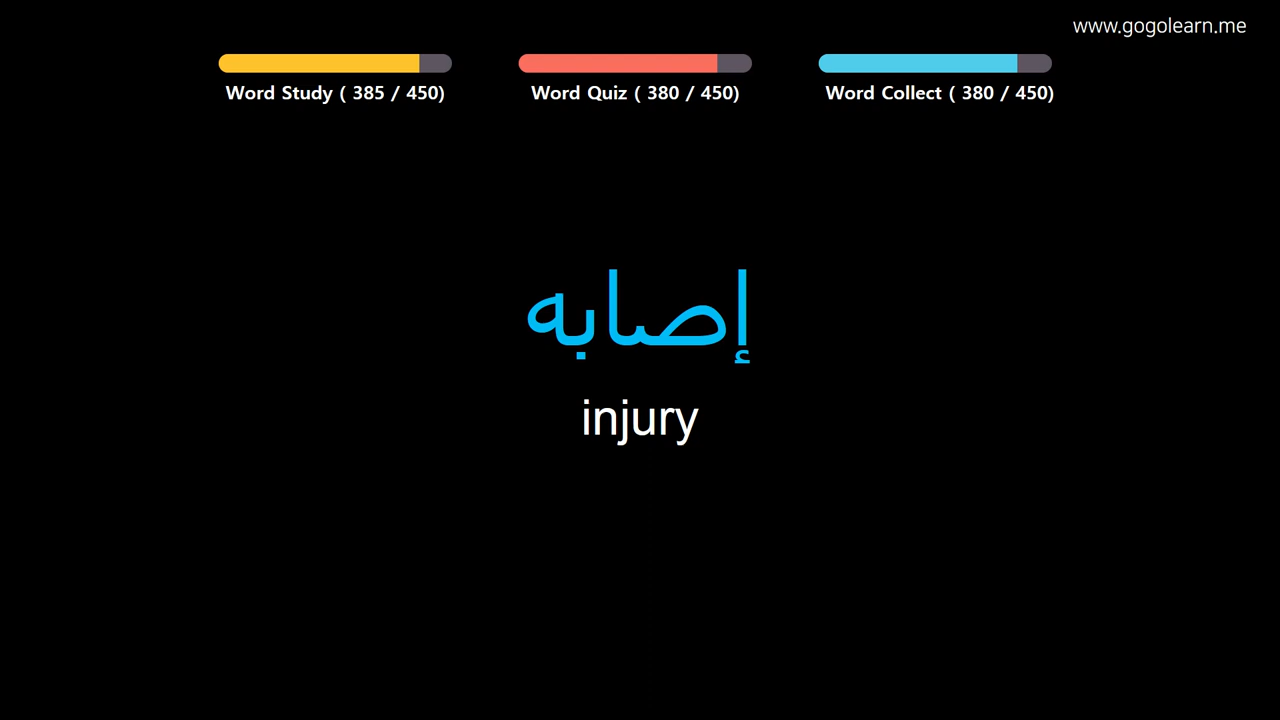 www.gogolearn.me
Word Study ( 385 / 450)
Word Quiz ( 380 / 450)
Word Collect ( 380 / 450)
إصابه
injury